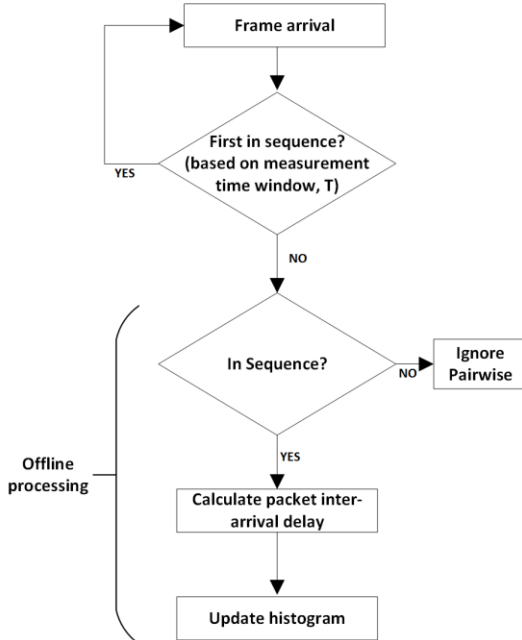 Frame arrival
First in sequence?
(based on measurement
time window, T)
YES
NO
In Sequence?
NO
Ignore
Pairwise
YES
Offline
processing
Calculate packet inter-
arrival delay
Update histogram